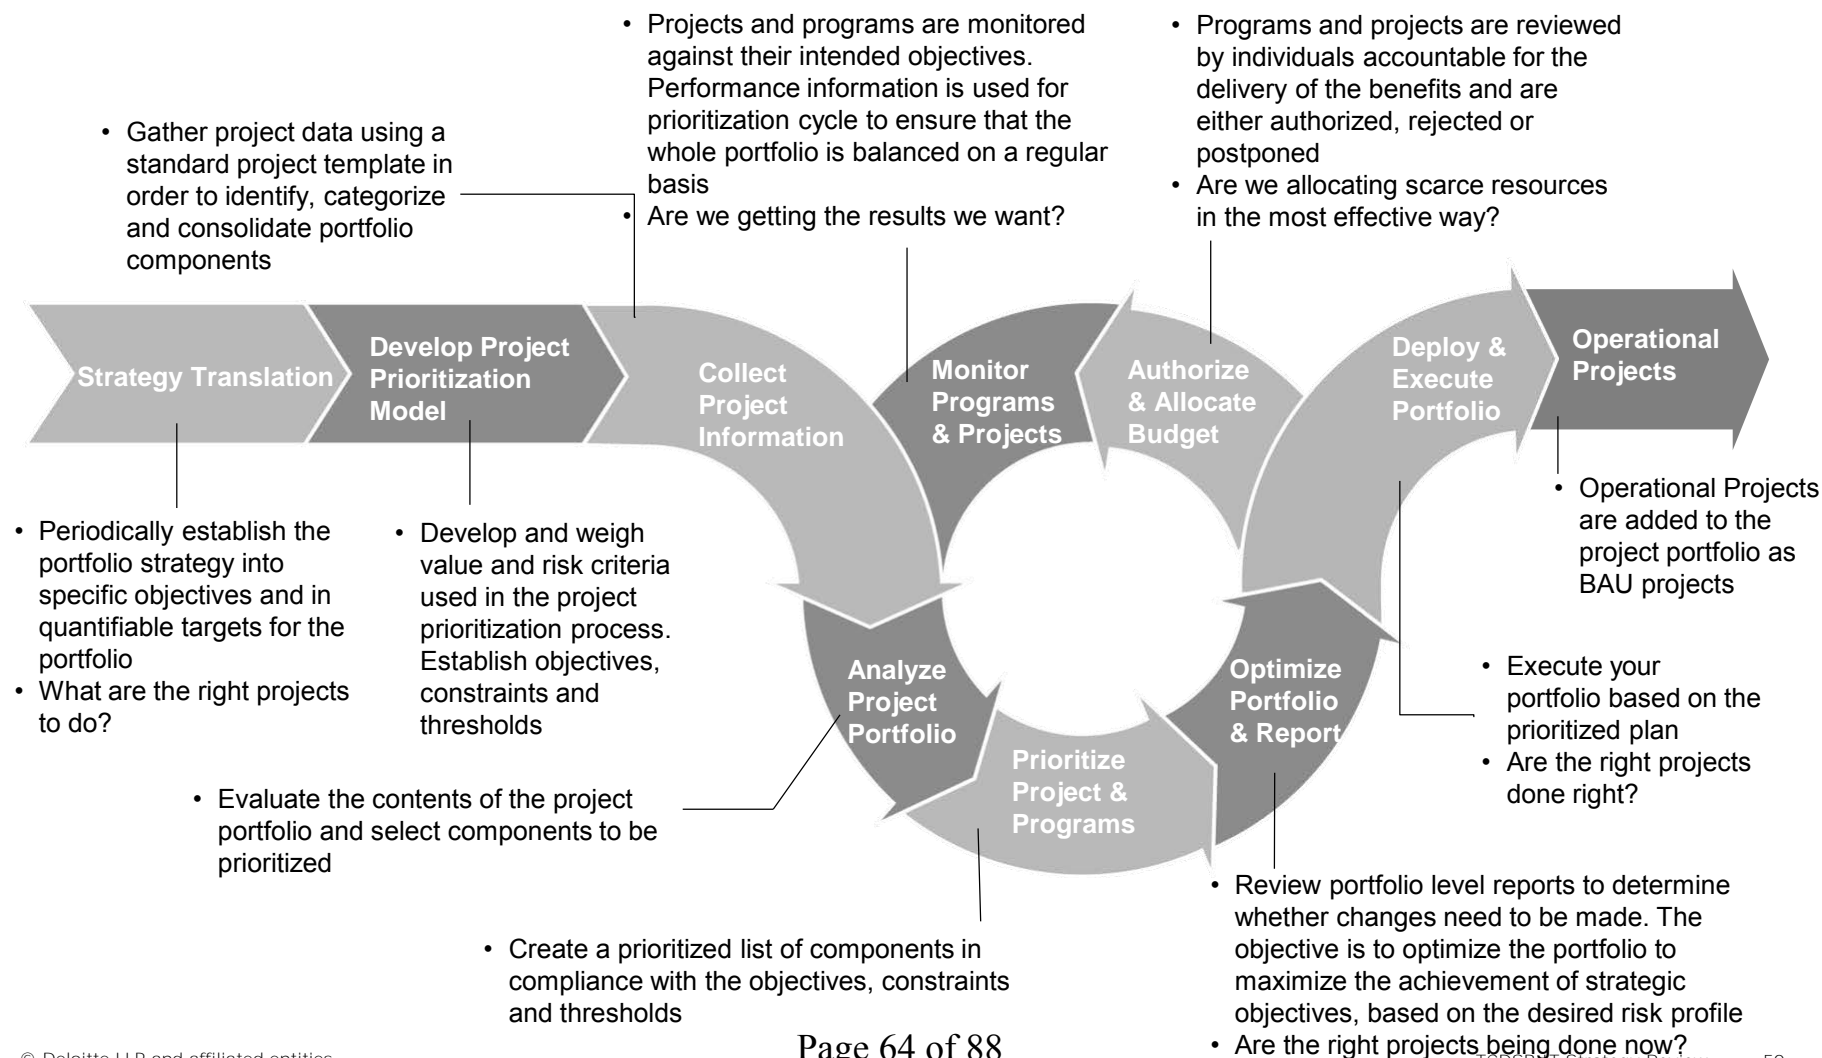 • Projects and programs are monitored
against their intended objectives.
Performance information is used for
prioritization cycle to ensure that the
whole portfolio is balanced on a regular
basis
• Are we getting the results we want?
• Programs and projects are reviewed
by individuals accountable for the
delivery of the benefits and are
either authorized, rejected or
postponed
• Are we allocating scarce resources
in the most effective way?
• Gather project data using a
standard project template in
order to identify, categorize
and consolidate portfolio
components
Strategy Translation
Develop Project
Prioritization
Model
Collect
Project
Information
Monitor
Programs
& Projects
Authorize
& Allocate
Budget
Deploy &
Execute
Portfolio
Operational
Projects
• Periodically establish the
portfolio strategy into
specific objectives and in
quantifiable targets for the
portfolio
• What are the right projects
to do?
• Develop and weigh
value and risk criteria
used in the project
prioritization process.
Establish objectives,
constraints and
thresholds
• Operational Projects
are added to the
project portfolio as
BAU projects
Analyze
Project
Portfolio
Prioritize
Project &
Programs
Optimize
Portfolio
& Report
• Execute your
portfolio based on the
prioritized plan
• Are the right projects
done right?
• Evaluate the contents of the project
portfolio and select components to be
prioritized
• Create a prioritized list of components in
compliance with the objectives, constraints
and thresholds
• Review portfolio level reports to determine
whether changes need to be made. The
objective is to optimize the portfolio to
maximize the achievement of strategic
objectives, based on the desired risk profile
• Are the right projects being done now?
© Deloitte LLP and affiliated entities
Page 64 of 88